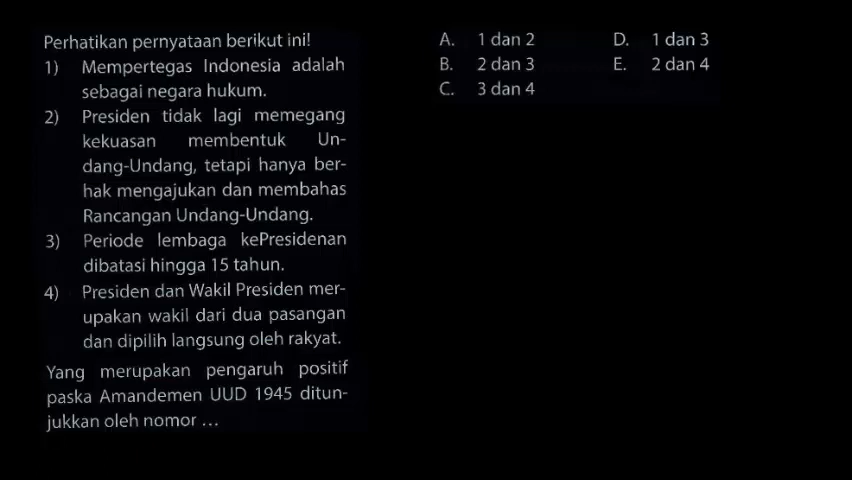 Perhatikan pernyataan berikut ini!
1) Mempertegas Indonesia adalah
sebagai negara hukum.
2) Presiden tidak lagi memegang
kekuasan membentuk Un-
dang-Undang, tetapi hanya ber-
hak mengajukan dan membahas
Rancangan Undang-Undang.
3) Periode lembaga kePresidenan
dibatasi hingga 15 tahun.
4) Presiden dan Wakil Presiden mer-
upakan wakil dari dua pasangan
dan dipilih langsung oleh rakyat.
Yang merupakan pengaruh positif
paska Amandemen UUD 1945 ditun-
jukkan oleh nomor ...
A. 1 dan 2
B. 2 dan 3
C. 3 dan 4
D. 1 dan 3
E. 2 dan 4